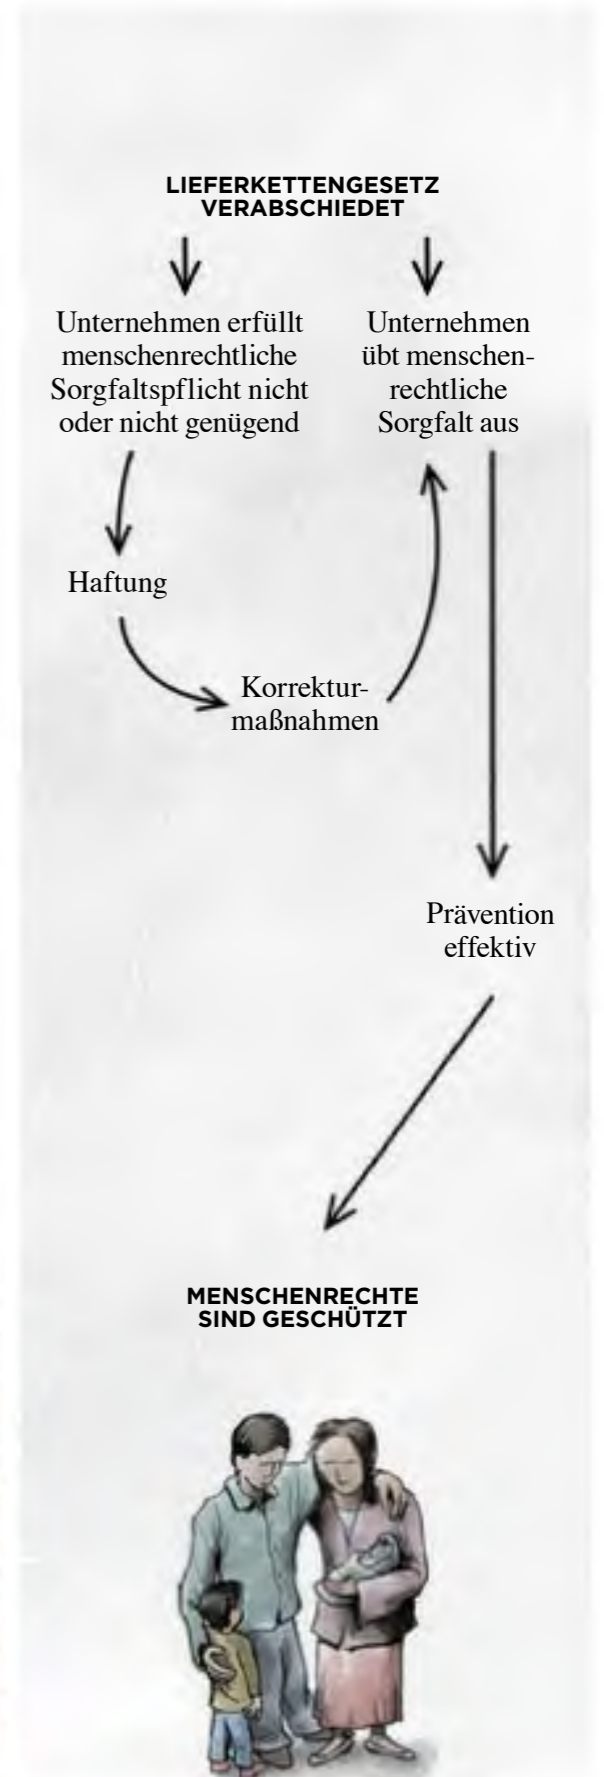 LIEFERKETTENGESETZ
VERABSCHIEDET
Unternehmen erfüllt
menschenrechtliche
Sorgfaltspflicht nicht
oder nicht genügend
Unternehmen
übt menschen-
rechtliche
Sorgfalt aus
Haftung
Korrektur-
maßnahmen
Prävention
effektiv
MENSCHENRECHTE
SIND GESCHÜTZT